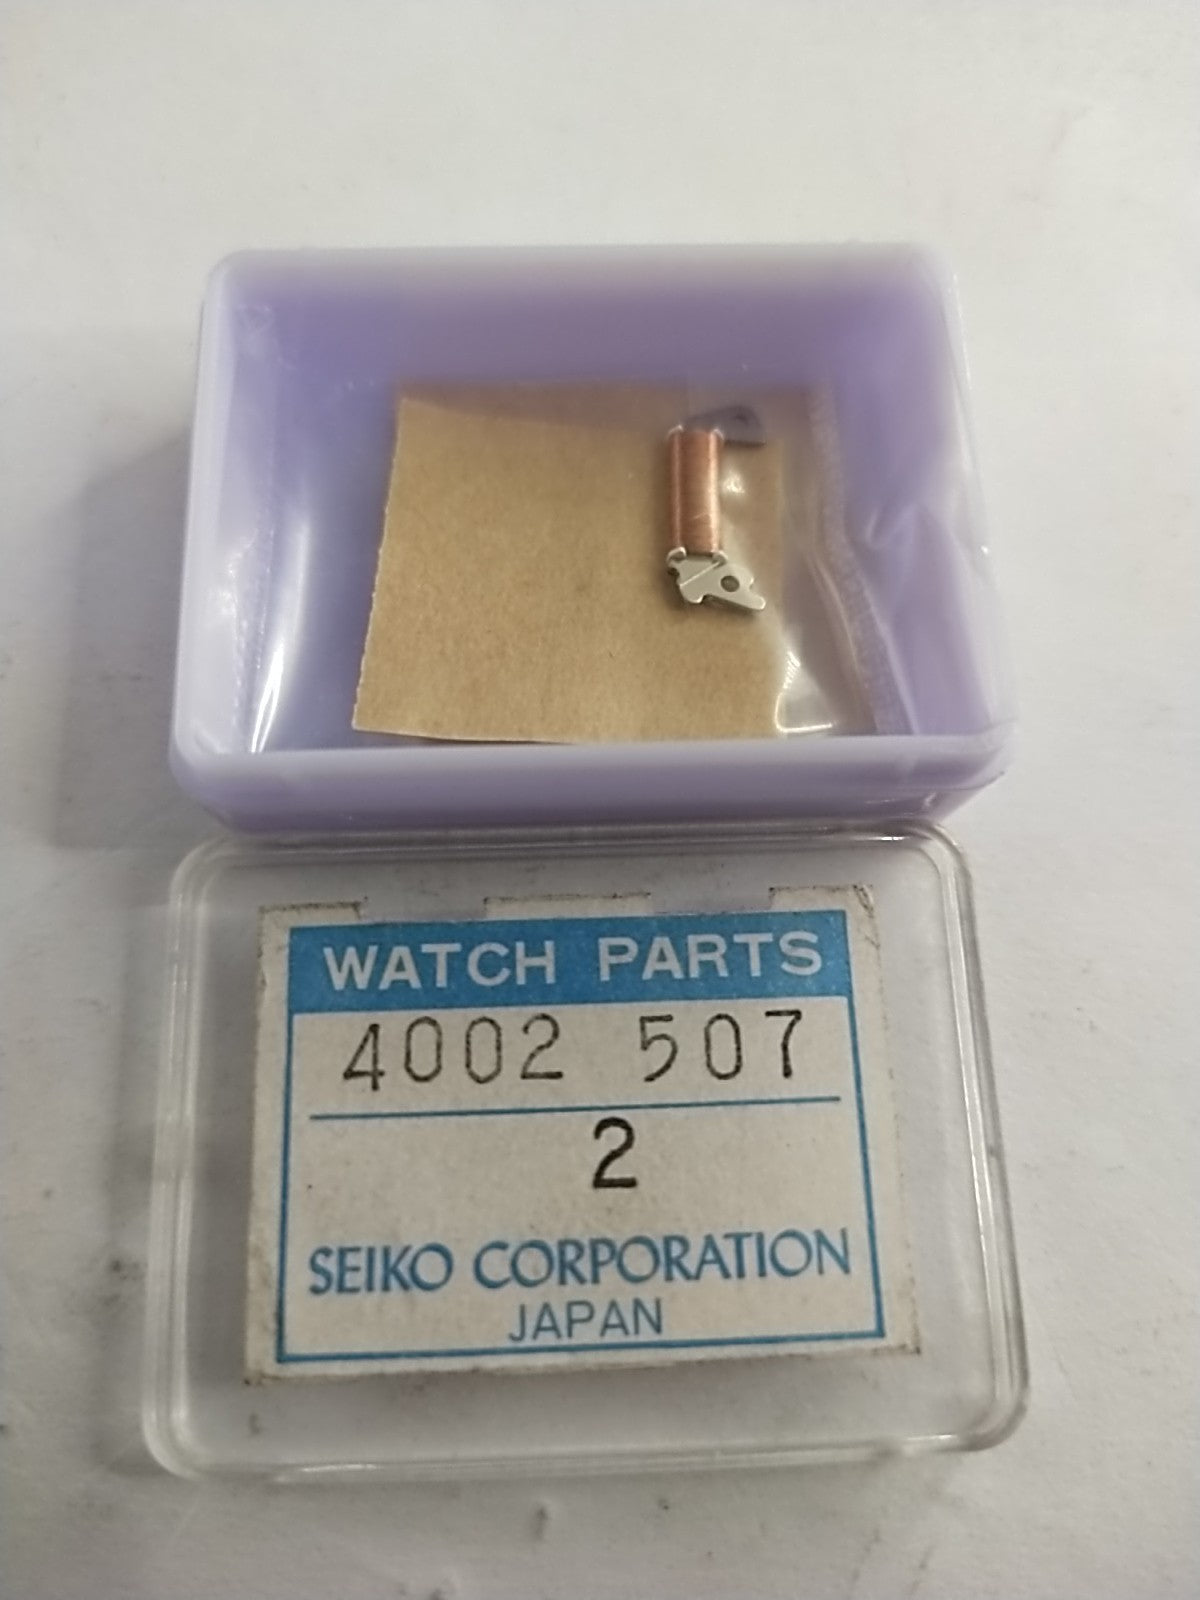 WATCH PARTS
4002 507
2
SEIKO CORPORATION
JAPAN